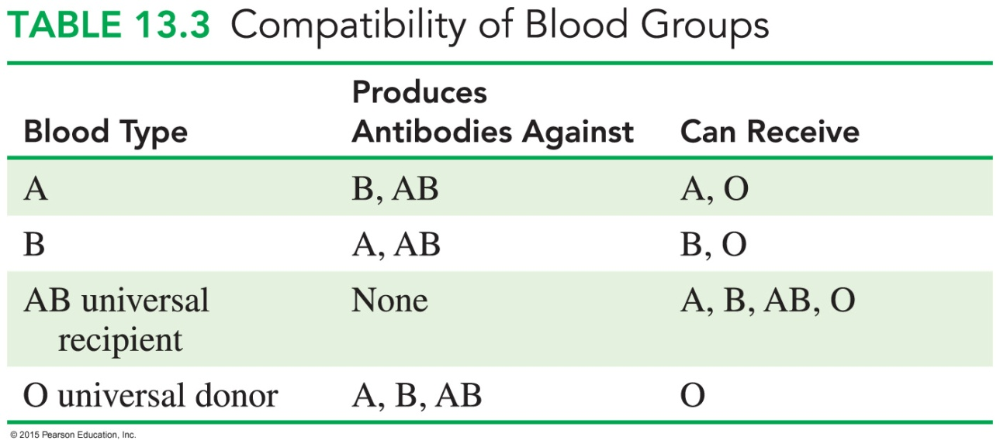 TABLE 13.3 Compatibility of Blood Groups
Produces
Blood Type Antibodies Against Can Receive
A B, AB A, O
B A, AB B, O
AB universal None A, B, AB, O
recipient
O universal donor A, B, AB O
© 2015 Pearson Education, Inc.